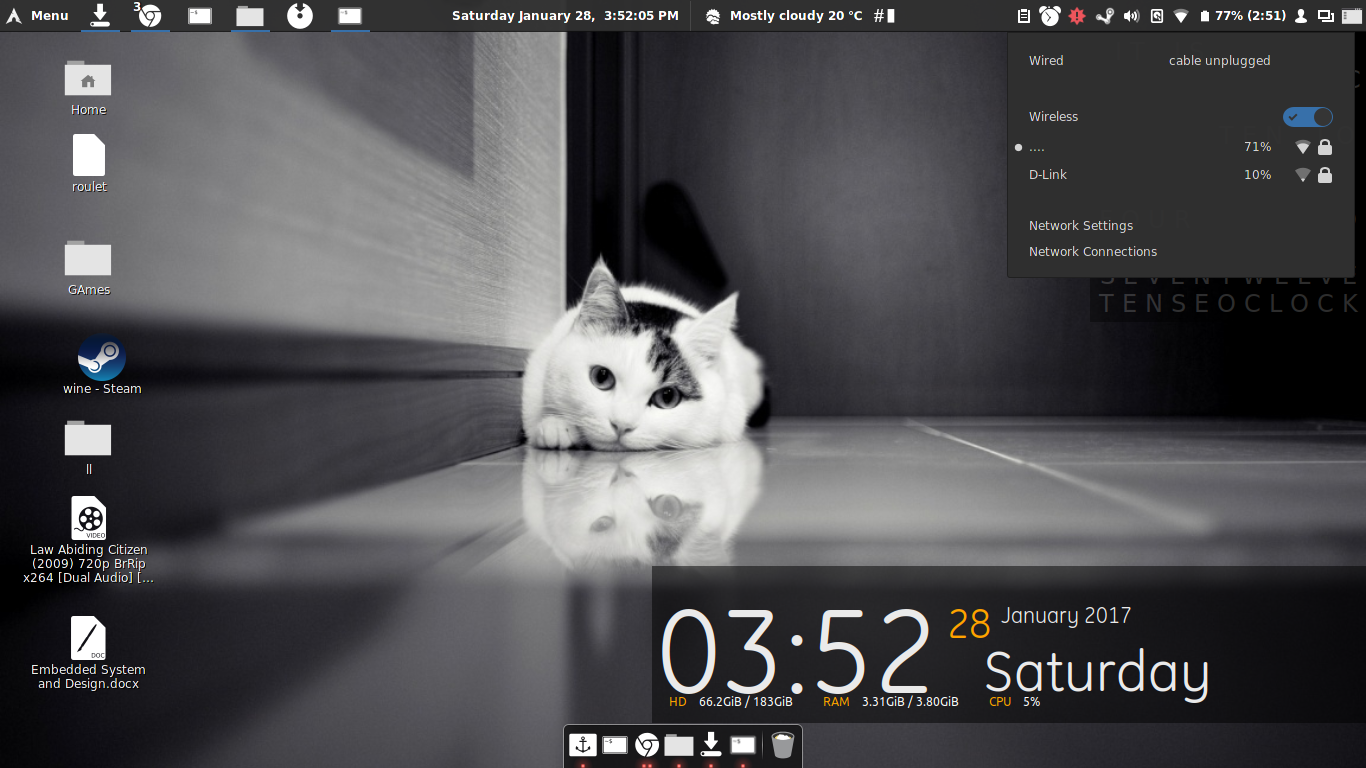 Menu
3
Saturday January 28, 3:52:05 PM
Mostly cloudy 20 °C
77% (2:51)
Wired cable unplugged
Wireless
.... 71%
D-Link 10%
Network Settings
Network Connections
TENSEOCLOCK
Home
roulet
GAmes
wine - Steam
ll
VIDEO
Law Abiding Citizen
(2009) 720p BrRip
x264 [Dual Audio] [...
DOC
Embedded System
and Design.docx
03:52 28 January 2017
Saturday
HD 66.2GiB / 183GiB RAM 3.31GiB / 3.80GiB CPU 5%